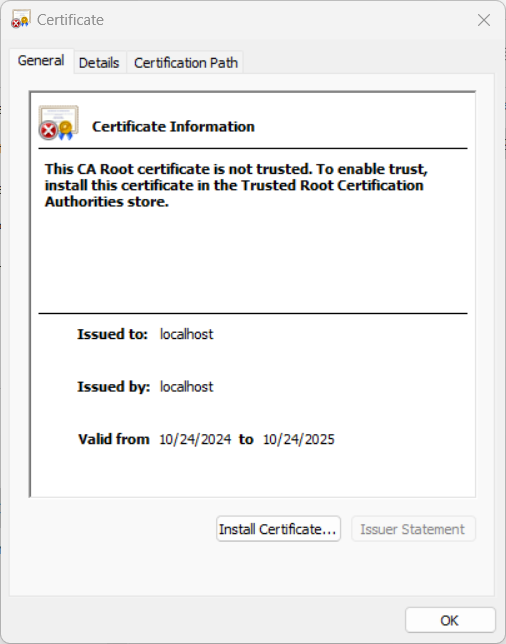 Certificate
General Details Certification Path
Certificate Information
This CA Root certificate is not trusted. To enable trust,
install this certificate in the Trusted Root Certification
Authorities store.
Issued to: localhost
Issued by: localhost
Valid from 10/24/2024 to 10/24/2025
Install Certificate... Issuer Statement
OK